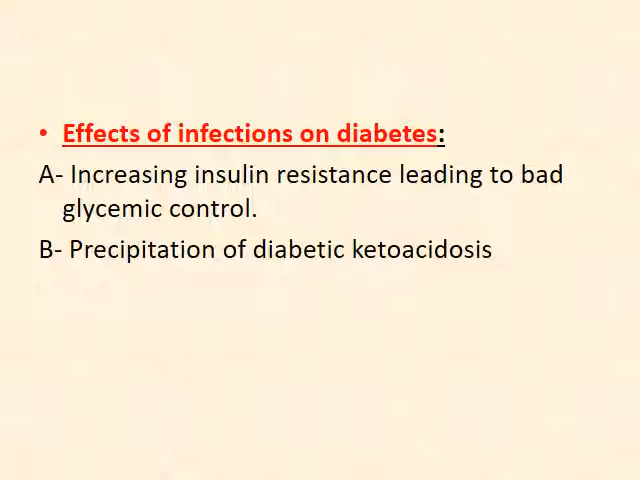 • Effects of infections on diabetes:
A- Increasing insulin resistance leading to bad
glycemic control.
B- Precipitation of diabetic ketoacidosis